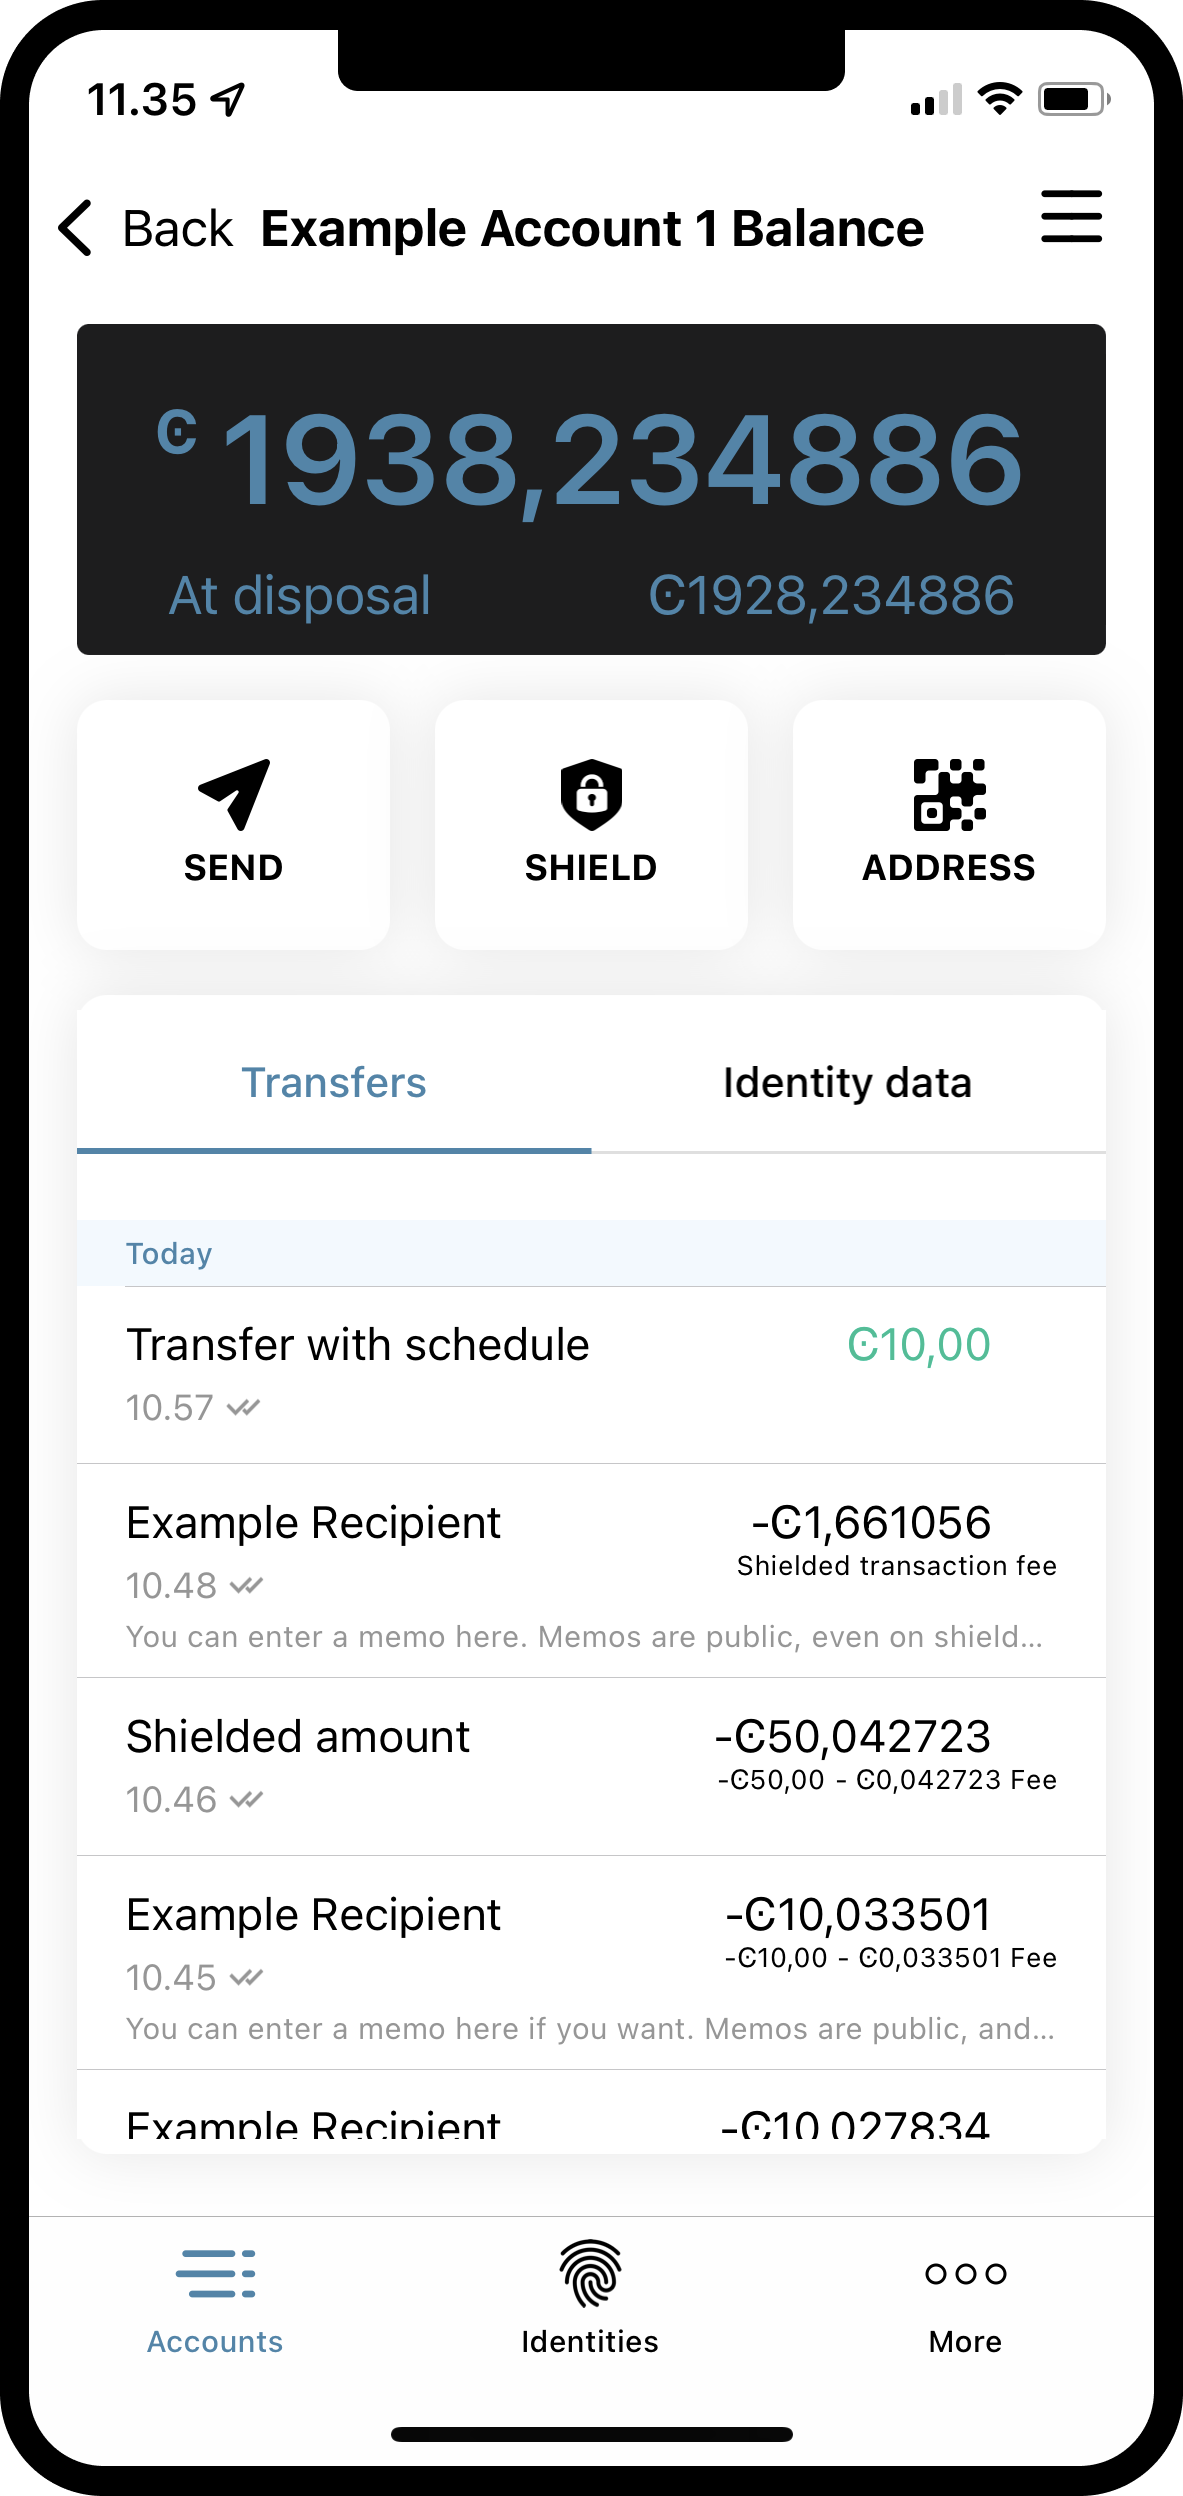 11.35
Back Example Account 1 Balance
Ͼ 1938,234886
At disposal Ͼ1928,234886
SEND SHIELD ADDRESS
Transfers Identity data
Today
Transfer with schedule Ͼ10,00
10.57
Example Recipient -Ͼ1,661056
Shielded transaction fee
10.48
You can enter a memo here. Memos are public, even on shield...
Shielded amount -Ͼ50,042723
-Ͼ50,00 - Ͼ0,042723 Fee
10.46
Example Recipient -Ͼ10,033501
-Ͼ10,00 - Ͼ0,033501 Fee
10.45
You can enter a memo here if you want. Memos are public, and...
Example Recipient -Ͼ10,027834
Accounts Identities More